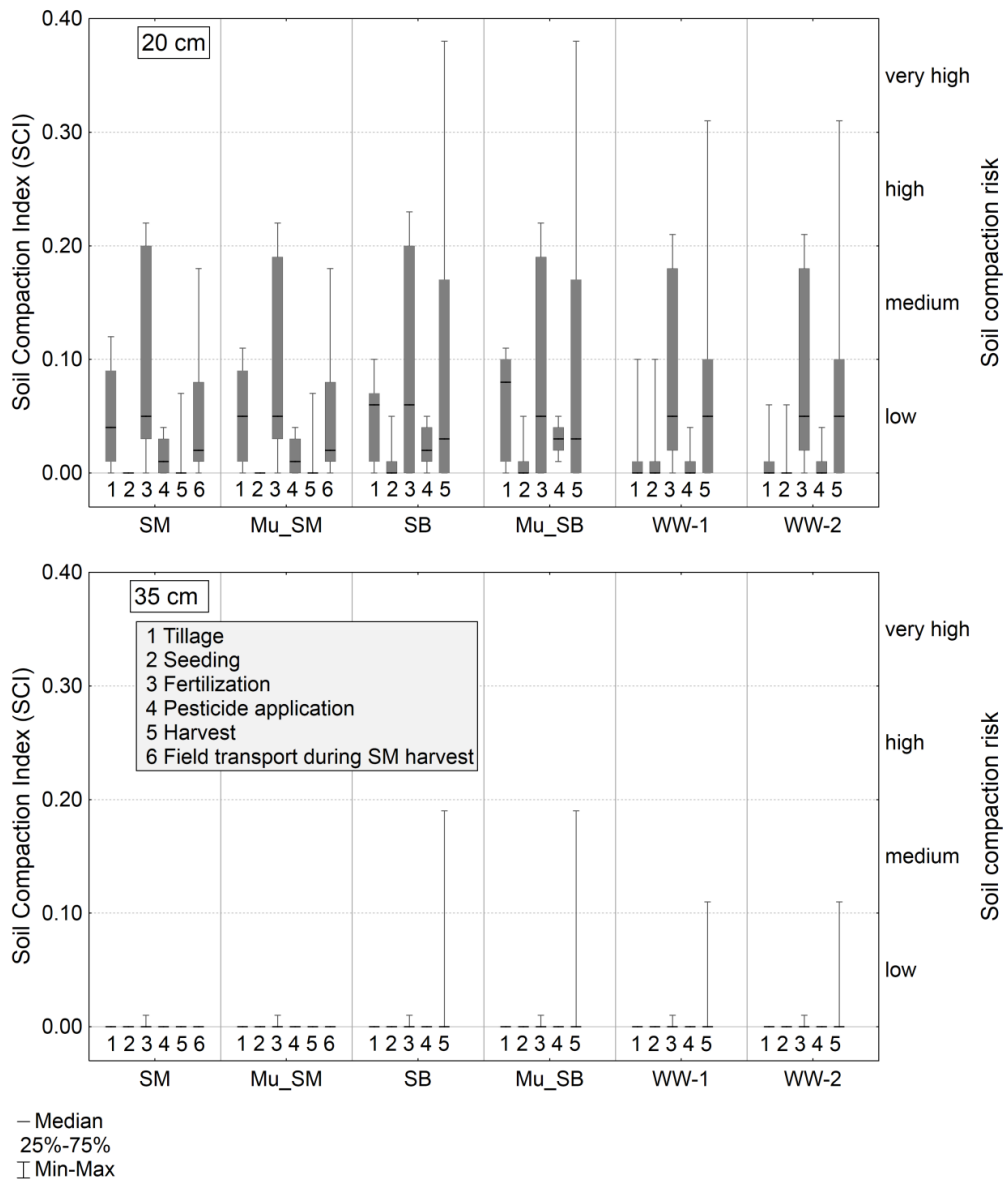 20 cm
Soil Compaction Index (SCI)
0.40
0.30
0.20
0.10
0.00
very high
high
medium
low
Soil compaction risk
1 2 3 4 5 6 1 2 3 4 5 6 1 2 3 4 5 1 2 3 4 5 1 2 3 4 5 1 2 3 4 5
SM Mu_SM SB Mu_SB WW-1 WW-2
35 cm
1 Tillage
2 Seeding
3 Fertilization
4 Pesticide application
5 Harvest
6 Field transport during SM harvest
Soil Compaction Index (SCI)
0.40
0.30
0.20
0.10
0.00
very high
high
medium
low
Soil compaction risk
1 2 3 4 5 6 1 2 3 4 5 6 1 2 3 4 5 1 2 3 4 5 1 2 3 4 5 1 2 3 4 5
SM Mu_SM SB Mu_SB WW-1 WW-2
Median
25%-75%
Min-Max